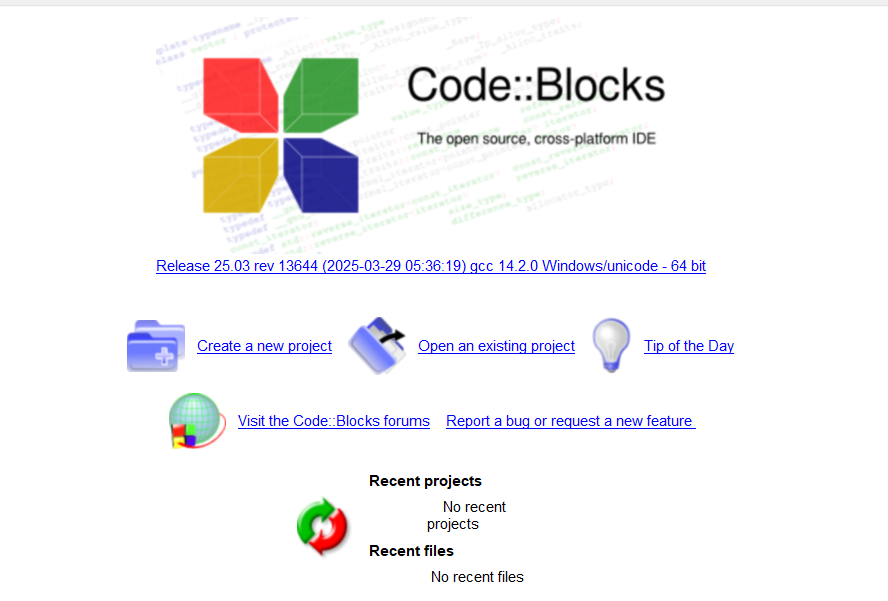 Code::Blocks
The open source, cross-platform IDE
Release 25.03 rev 13644 (2025-03-29 05:36:19) gcc 14.2.0 Windows/unicode - 64 bit
Create a new project
Open an existing project
Tip of the Day
Visit the Code::Blocks forums
Report a bug or request a new feature
Recent projects
No recent
projects
Recent files
No recent files